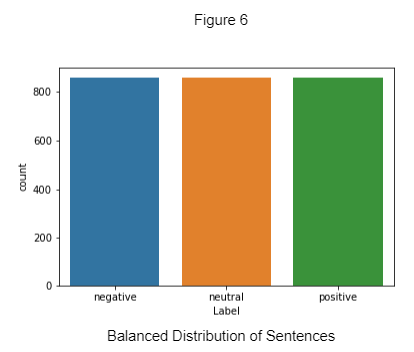 Figure 6
800
600
400
200
0
count
negative neutral positive
Label
Balanced Distribution of Sentences